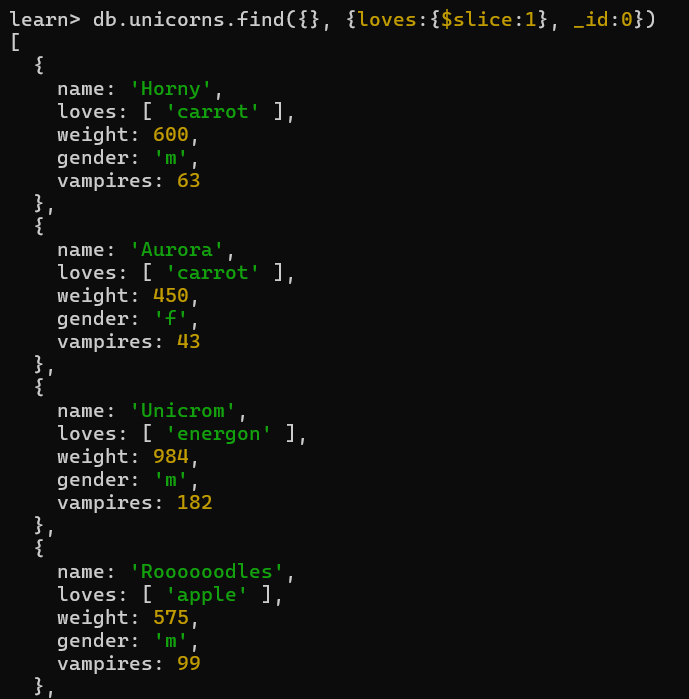 learn> db.unicorns.find({}, {loves:{$slice:1}, _id:0})
[
  {
    name: 'Horny',
    loves: [ 'carrot' ],
    weight: 600,
    gender: 'm',
    vampires: 63
  },
  {
    name: 'Aurora',
    loves: [ 'carrot' ],
    weight: 450,
    gender: 'f',
    vampires: 43
  },
  {
    name: 'Unicrom',
    loves: [ 'energon' ],
    weight: 984,
    gender: 'm',
    vampires: 182
  },
  {
    name: 'Roooooodles',
    loves: [ 'apple' ],
    weight: 575,
    gender: 'm',
    vampires: 99
  },